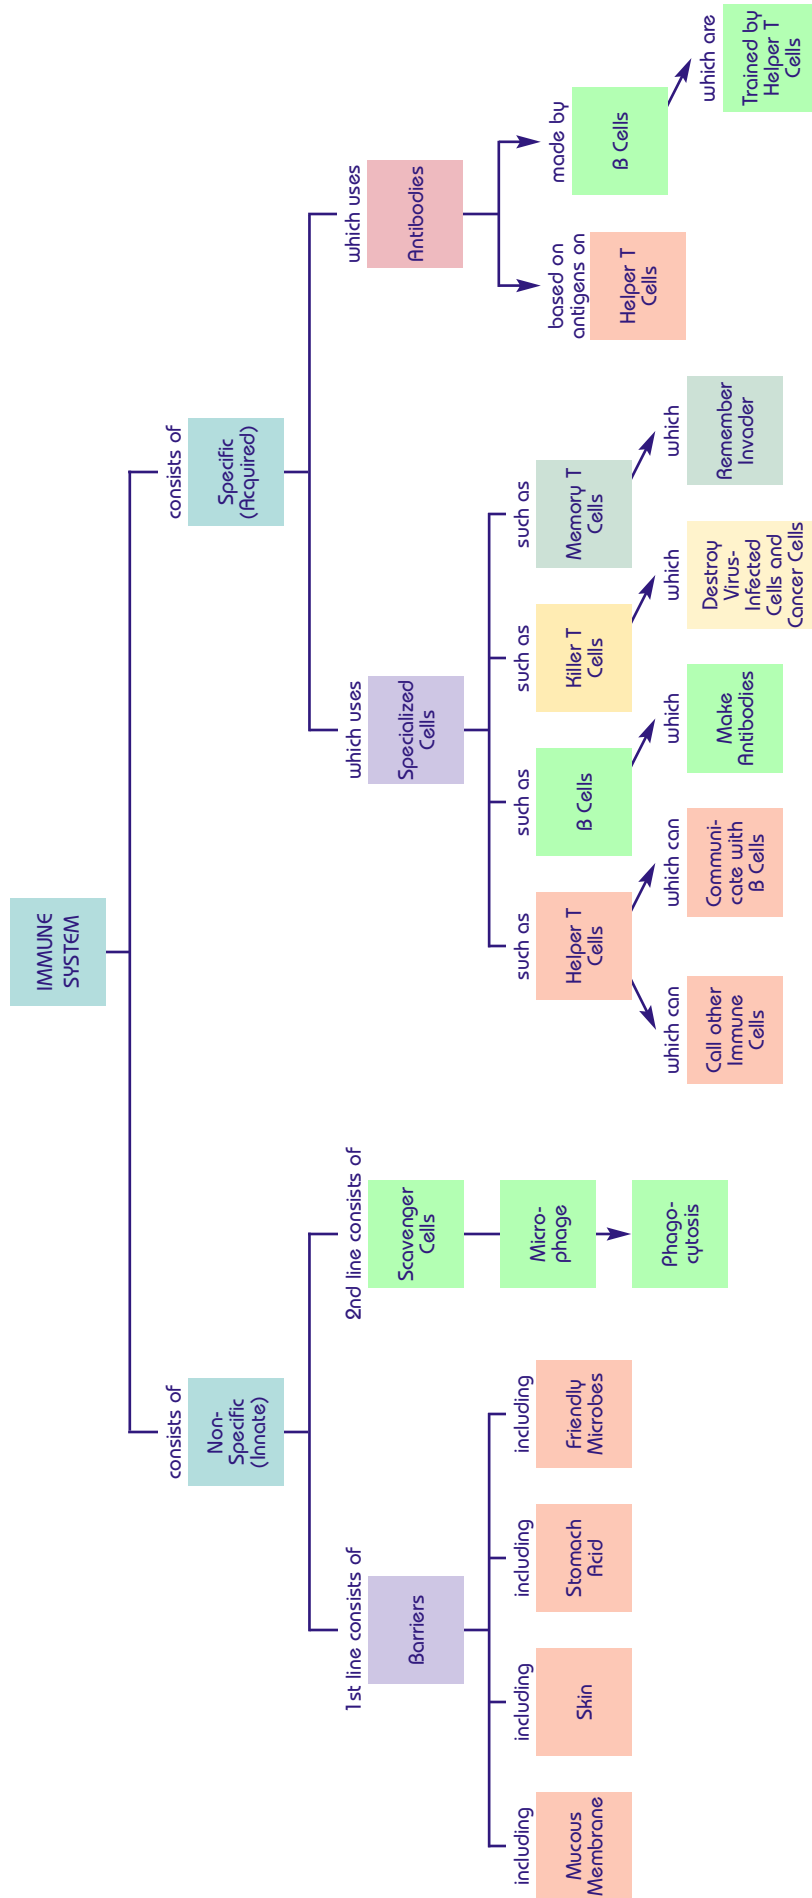 IMMUNE
SYSTEM
consists of
Non-
Specific
(Innate)
1st line consists of
Barriers
including
Mucous
Membrane
including
Skin
including
Stomach
Acid
including
Friendly
Microbes
2nd line consists of
Scavenger
Cells
Micro-
phage
Phago-
cytosis
consists of
Specific
(Acquired)
which uses
Specialized
Cells
such as
Helper T
Cells
which can
Call other
Immune
Cells
which can
Communi-
cate with
B Cells
such as
B Cells
which
Make
Antibodies
such as
Killer T
Cells
which
Destroy
Virus-
Infected
Cells and
Cancer Cells
such as
Memory T
Cells
which
Remember
Invader
which uses
Antibodies
based on
antigens on
Helper T
Cells
made by
B Cells
which are
Trained by
Helper T
Cells